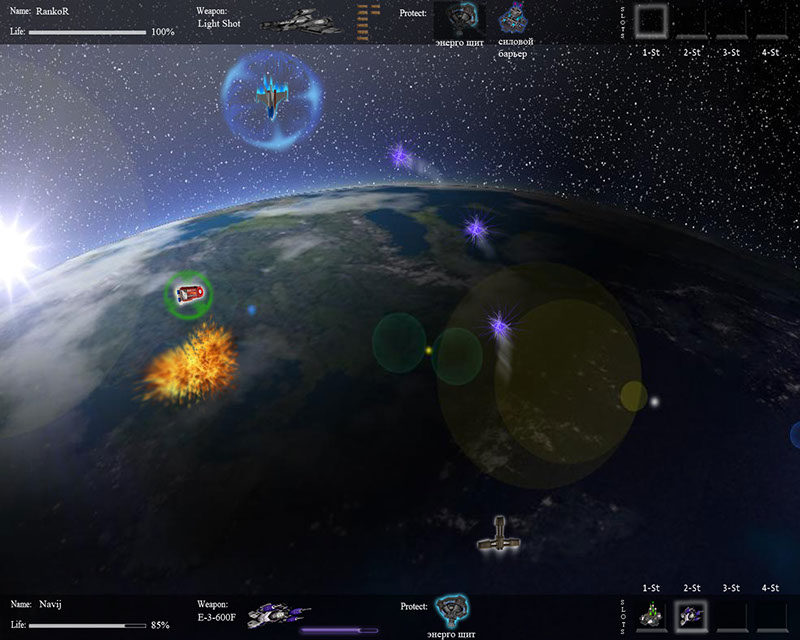 Name: RankoR
Life: 100%
Weapon:
Light Shot
Protect:
энерго щит
силовой
барьер
SLOTS
1-St 2-St 3-St 4-St
1-St 2-St 3-St 4-St
Name: Navij
Life: 85%
Weapon:
E-3-600F
Protect:
энерго щит
SLOTS